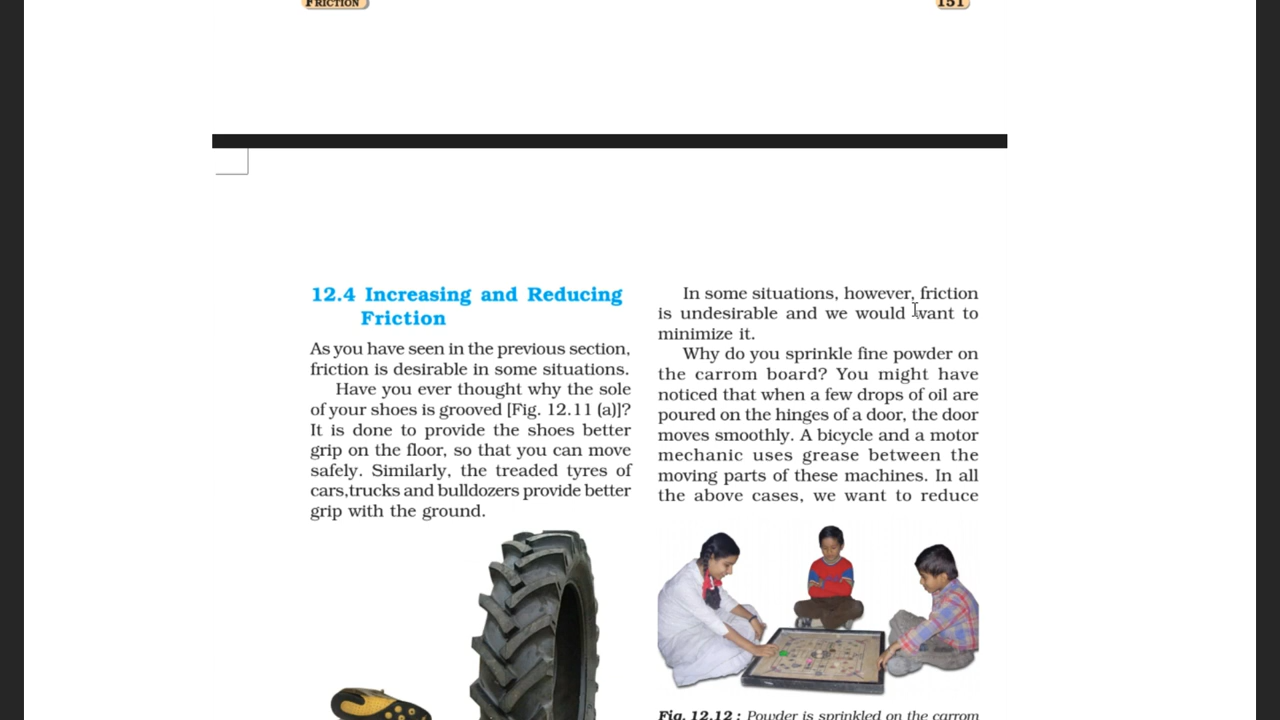 FRICTION
151
12.4 Increasing and Reducing
Friction
As you have seen in the previous section,
friction is desirable in some situations.
Have you ever thought why the sole
of your shoes is grooved [Fig. 12.11 (a)]?
It is done to provide the shoes better
grip on the floor, so that you can move
safely. Similarly, the treaded tyres of
cars,trucks and bulldozers provide better
grip with the ground.
In some situations, however, friction
is undesirable and we would want to
minimize it.
Why do you sprinkle fine powder on
the carrom board? You might have
noticed that when a few drops of oil are
poured on the hinges of a door, the door
moves smoothly. A bicycle and a motor
mechanic uses grease between the
moving parts of these machines. In all
the above cases, we want to reduce
Fig. 12.12 : Powder is sprinkled on the carrom